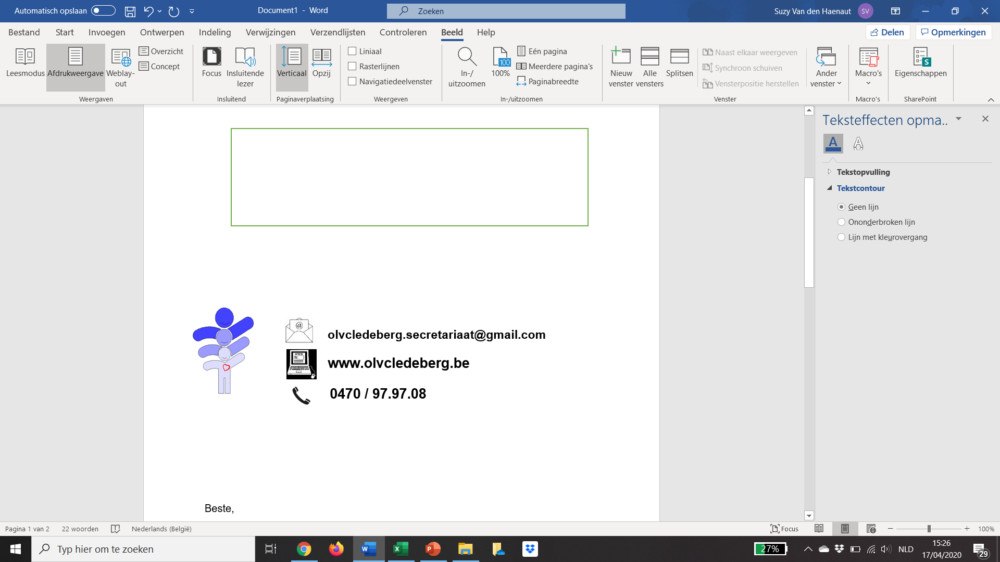 Automatisch opslaan
Document1 - Word
Zoeken
Suzy Van den Haenaut
SV
Bestand Start Invoegen Ontwerpen Indeling Verwijzingen Verzendlijsten Controleren Beeld Help
Delen
Opmerkingen
Leesmodus
Afdrukweergave
Weblay-
out
Overzicht
Concept
Weergaven
Focus
Insluitende
lezer
Insluitend
Verticaal
Opzij
Paginaverplaatsing
Liniaal
Rasterlijnen
Navigatiedeelvenster
Weergeven
In-/
uitzoomen
100
100%
Eén pagina
Meerdere pagina's
Paginabreedte
In-/uitzoomen
Nieuw
venster
Alle
vensters
Splitsen
Naast elkaar weergeven
Synchroon schuiven
Vensterpositie herstellen
Ander
venster
Venster
Macro's
Macro's
S
Eigenschappen
SharePoint
Teksteffecten opma..
A A
Tekstopvulling
Tekstcontour
Geen lijn
Ononderbroken lijn
Lijn met kleurovergang
@
olvcledeberg.secretariaat@gmail.com
www
www.olvcledeberg.be
0470 / 97.97.08
Beste,
Pagina 1 van 2
22 woorden
Nederlands (België)
Focus
100%
Typ hier om te zoeken
W
X
P
27%
NLD
15:26
17/04/2020
29